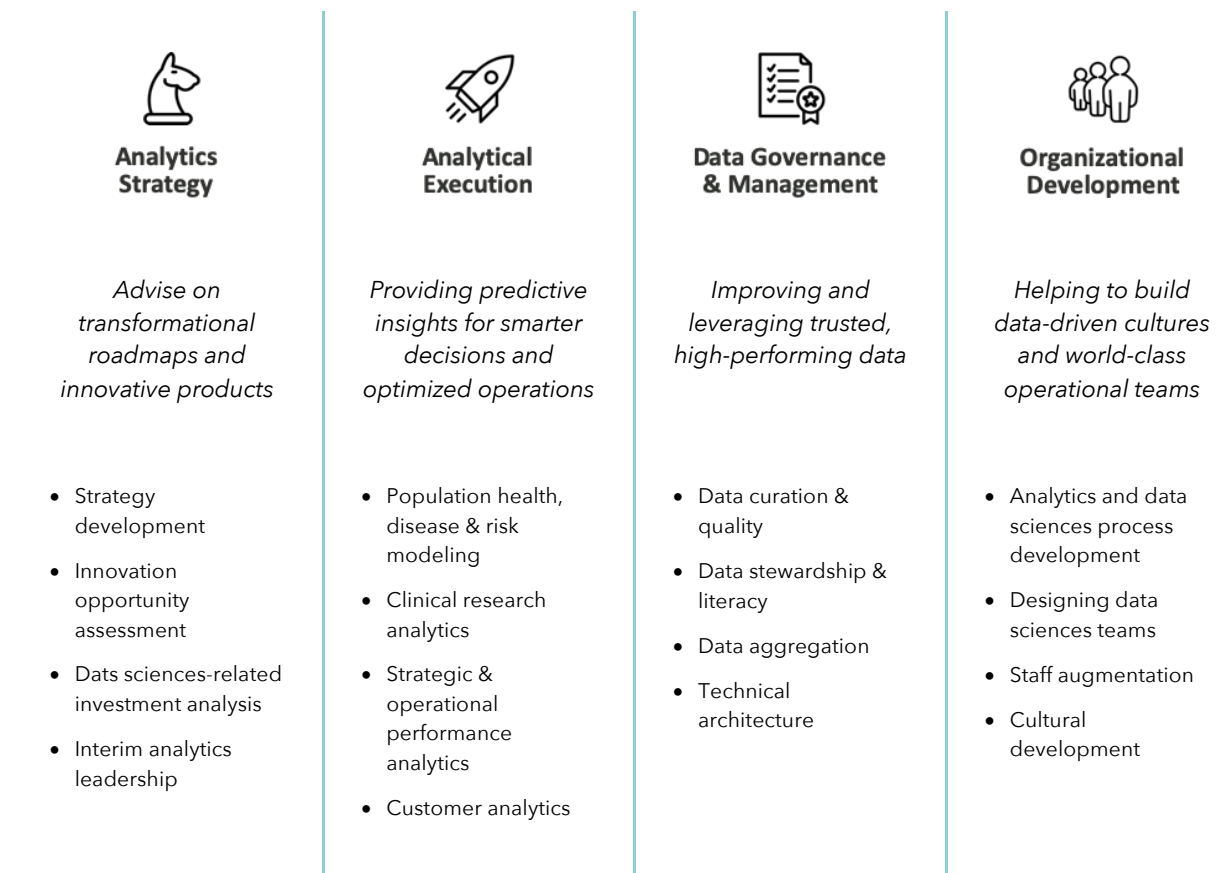 Analytics
Strategy
Advise on
transformational
roadmaps and
innovative products
• Strategy
development
• Innovation
opportunity
assessment
• Dats sciences-related
investment analysis
• Interim analytics
leadership
Analytical
Execution
Providing predictive
insights for smarter
decisions and
optimized operations
• Population health,
disease & risk
modeling
• Clinical research
analytics
• Strategic &
operational
performance
analytics
• Customer analytics
Data Governance
& Management
Improving and
leveraging trusted,
high-performing data
• Data curation &
quality
• Data stewardship &
literacy
• Data aggregation
• Technical
architecture
Organizational
Development
Helping to build
data-driven cultures
and world-class
operational teams
• Analytics and data
sciences process
development
• Designing data
sciences teams
• Staff augmentation
• Cultural
development